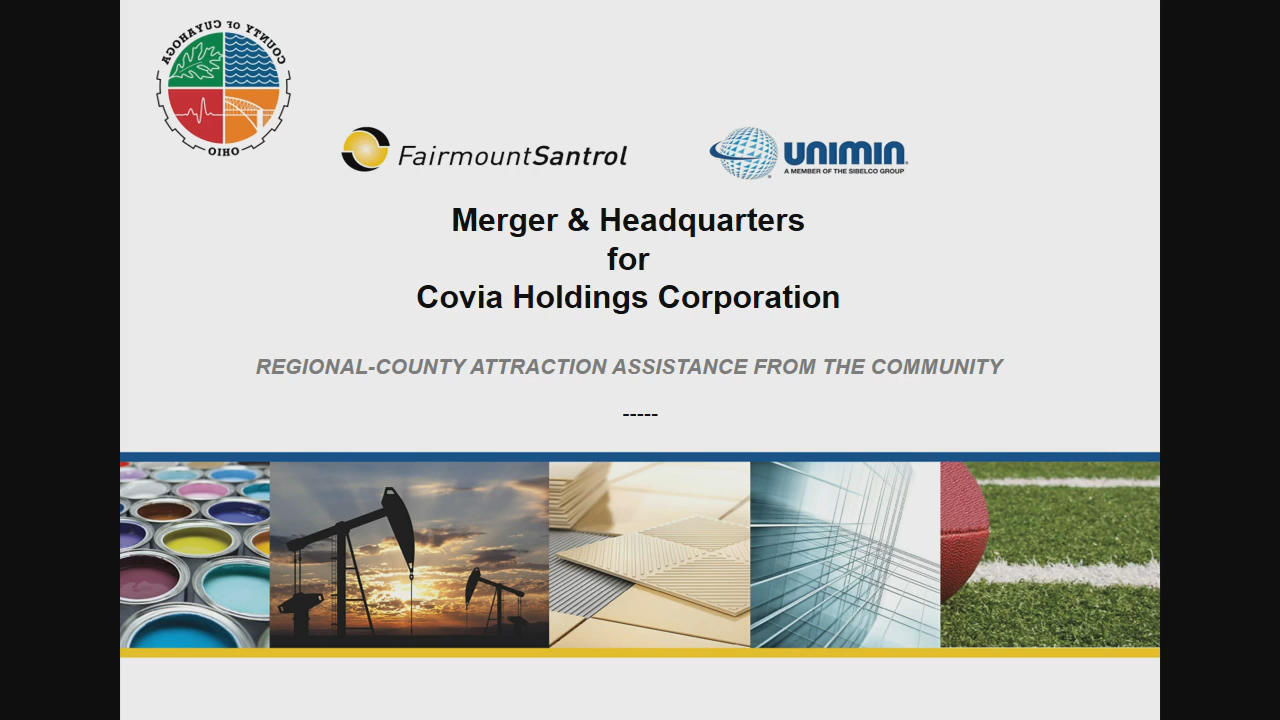 COUNTY OF CUYAHOGA
OHIO
FairmountSantrol
UNIMIN
A MEMBER OF THE SIBELCO GROUP
Merger & Headquarters
for
Covia Holdings Corporation
REGIONAL-COUNTY ATTRACTION ASSISTANCE FROM THE COMMUNITY
-----